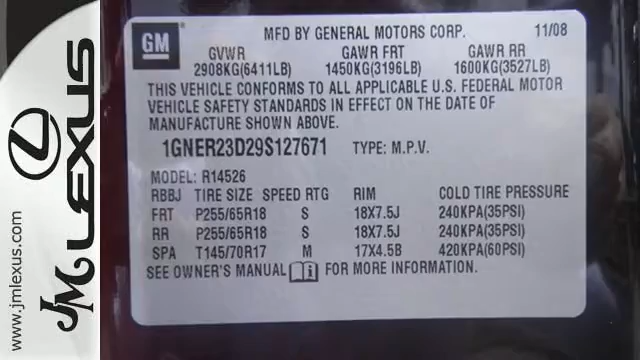 www.jmlexus.com
JM LEXUS
GM
MFD BY GENERAL MOTORS CORP. 11/08
GVWR GAWR FRT GAWR RR
2908KG(6411LB) 1450KG(3196LB) 1600KG(3527LB)
THIS VEHICLE CONFORMS TO ALL APPLICABLE U.S. FEDERAL MOTOR
VEHICLE SAFETY STANDARDS IN EFFECT ON THE DATE OF
MANUFACTURE SHOWN ABOVE.
1GNER23D29S127671 TYPE: M.P.V.
MODEL: R14526
RBBJ TIRE SIZE SPEED RTG RIM COLD TIRE PRESSURE
FRT P255/65R18 S 18X7.5J 240KPA(35PSI)
RR P255/65R18 S 18X7.5J 240KPA(35PSI)
SPA T145/70R17 M 17X4.5B 420KPA(60PSI)
SEE OWNER'S MANUAL i FOR MORE INFORMATION.